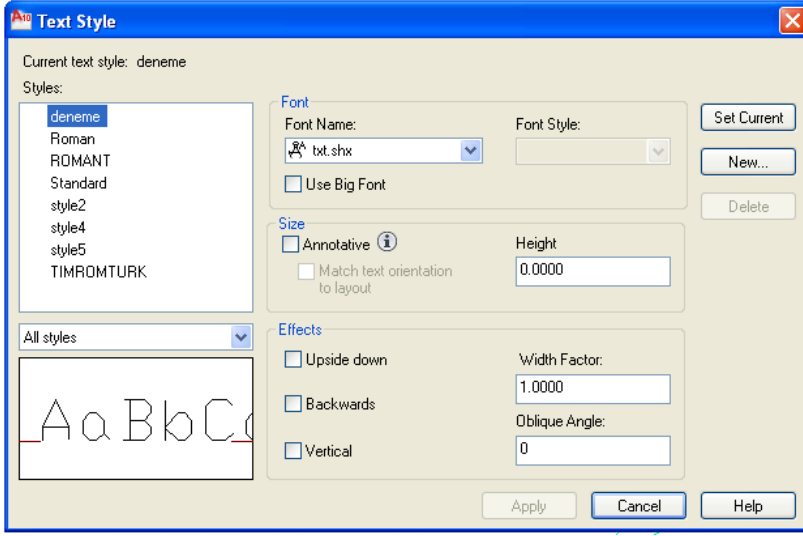 A10 Text Style
Current text style: deneme
Styles:
deneme
Roman
ROMANT
Standard
style2
style4
style5
TIMROMTURK
All styles
AaBbCc
Font
Font Name:
txt.shx
Use Big Font
Font Style:
Size
Annotative
Match text orientation
to layout
Height
0.0000
Effects
Upside down
Backwards
Vertical
Width Factor:
1.0000
Oblique Angle:
0
Set Current
New...
Delete
Apply
Cancel
Help